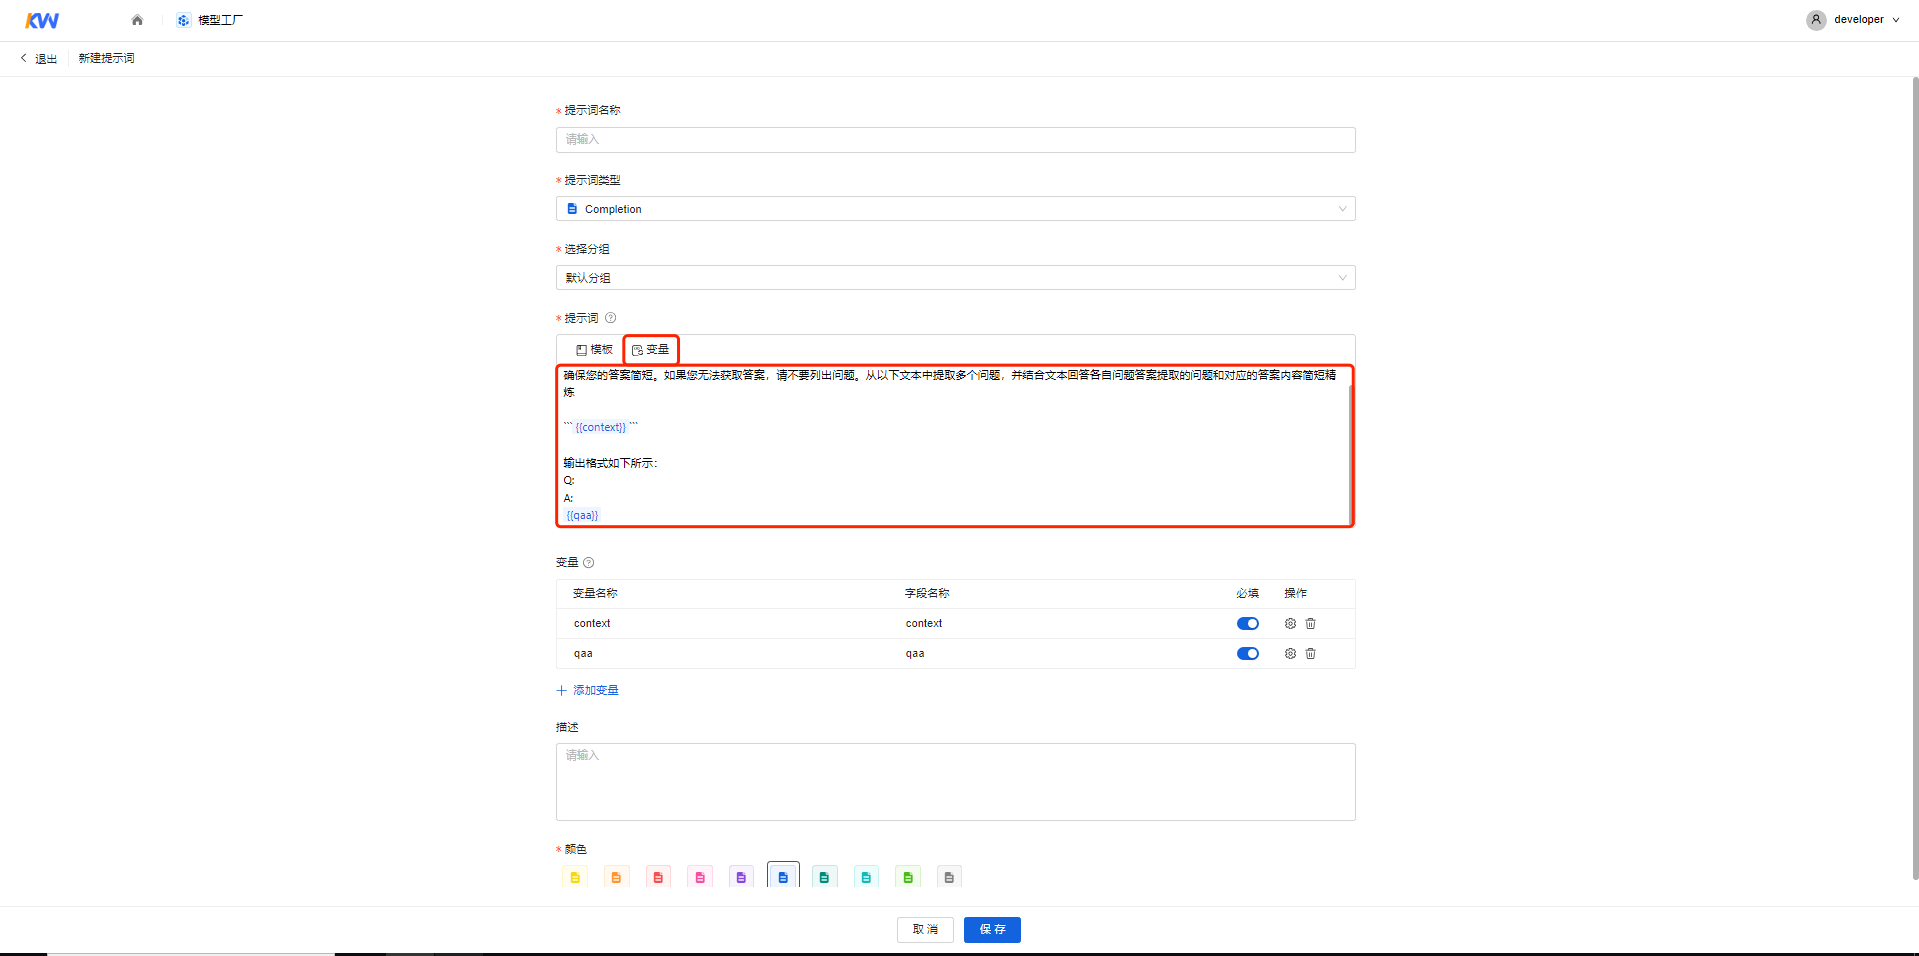 KW
模型工厂
developer
退出
新建提示词
* 提示词名称
请输入
* 提示词类型
Completion
* 选择分组
默认分组
* 提示词
模板 变量
确保您的答案简短。如果您无法获取答案，请不要列出问题。从以下文本中提取多个问题，并结合文本回答各自问题答案提取的问题和对应的答案内容简短精
炼
``` {{context}} ```
输出格式如下所示：
Q:
A:
{{qaa}}
变量
变量名称 字段名称 必填 操作
context context
qaa qaa
+ 添加变量
描述
请输入
* 颜色
取消 保存